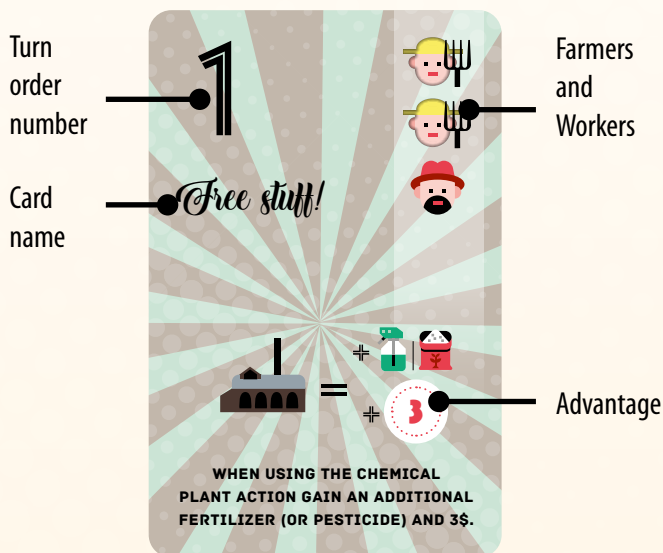 Turn
order
number
1
Farmers
and
Workers
Card
name
Free stuff!
=
+
+ 3
Advantage
WHEN USING THE CHEMICAL
PLANT ACTION GAIN AN ADDITIONAL
FERTILIZER (OR PESTICIDE) AND 3$.